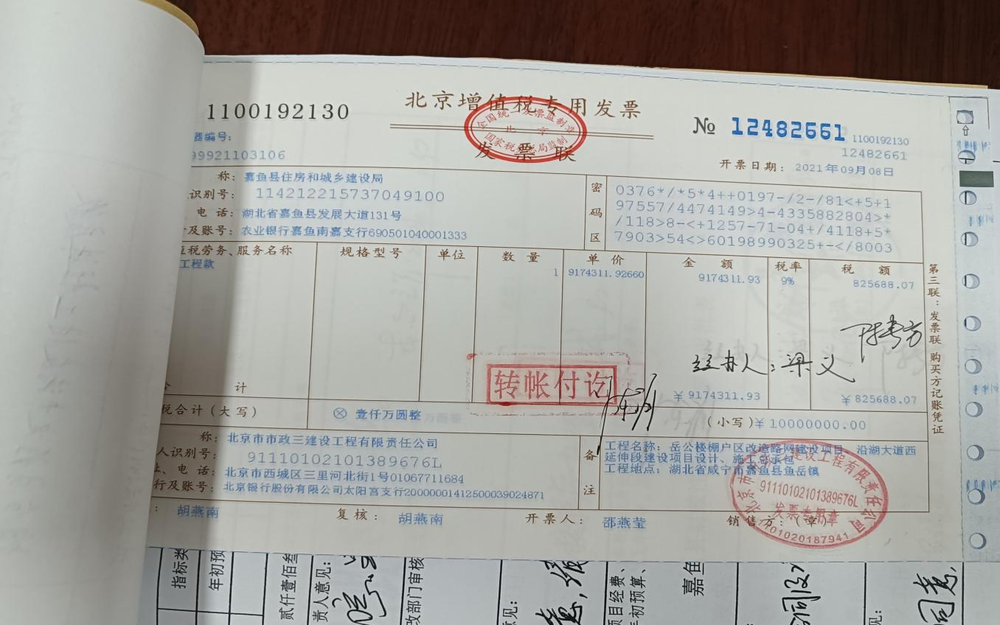 北京增值税专用发票
1100192130
全国统一发票监制章
北京
国家税务总局监制
发票联
№ 12482661
1100192130
12482661
器编号:
99921103106
开票日期: 2021年09月08日
称: 嘉鱼县住房和城乡建设局
识别号: 114212215737049100
电话: 湖北省嘉鱼县发展大道131号
及账号: 农业银行嘉鱼南嘉支行690501040001333
密码区
0376*/*5*4++0197-/2-/81<+5+1
97557/4474149>4-4335882804>*
/118>8-<+1257-71-04+/4118+5*
7903>54<>60198990325+-</8003
税劳务、服务名称 规格型号 单位 数量 单价 金额 税率 税额
工程款 1 9174311.92660 9174311.93 9% 825688.07
陈
经办人:梁义
转帐付讫
计 ¥9174311.93 ¥825688.07
税合计(大写) ⊗ 壹仟万圆整 (小写)¥10000000.00
称: 北京市市政三建设工程有限责任公司
人识别号: 91110102101389676L
、电话: 北京市西城区三里河北街1号01067711684
行及账号: 北京银行股份有限公司太阳宫支行20000001412500039024871
备注
工程名称:岳公楼棚户区改造路网建设项目、沿湖大道西
延伸段建设项目设计、施工总承包
工程地点:湖北省咸宁市嘉鱼县鱼岳镇
: 胡燕南 复核: 胡燕南 开票人: 邵燕莹 销售方:(章)
91110102101389676L
发票专用章
1101020187941
第三联:发票联 购买方记账凭证
指标类
年初预
贰仟壹佰叁
责人意见:
改部门审核
见:
项目经费、
年初预算、
嘉鱼
同意
见:
同意